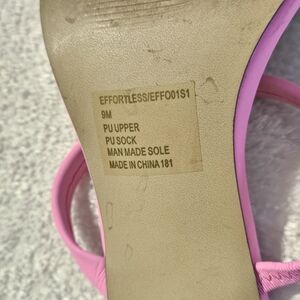 EFFORTLESS/EFFO01S1
9M
PU UPPER
PU SOCK
MAN MADE SOLE
MADE IN CHINA 181